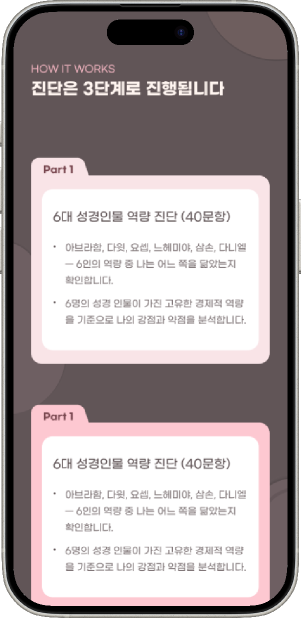 HOW IT WORKS
진단은 3단계로 진행됩니다
Part 1
6대 성경인물 역량 진단 (40문항)
• 아브라함, 다윗, 요셉, 느헤미야, 삼손, 다니엘
— 6인의 역량 중 나는 어느 쪽을 닮았는지
확인합니다.
• 6명의 성경 인물이 가진 고유한 경제적 역량
을 기준으로 나의 강점과 약점을 분석합니다.
Part 1
6대 성경인물 역량 진단 (40문항)
• 아브라함, 다윗, 요셉, 느헤미야, 삼손, 다니엘
— 6인의 역량 중 나는 어느 쪽을 닮았는지
확인합니다.
• 6명의 성경 인물이 가진 고유한 경제적 역량
을 기준으로 나의 강점과 약점을 분석합니다.